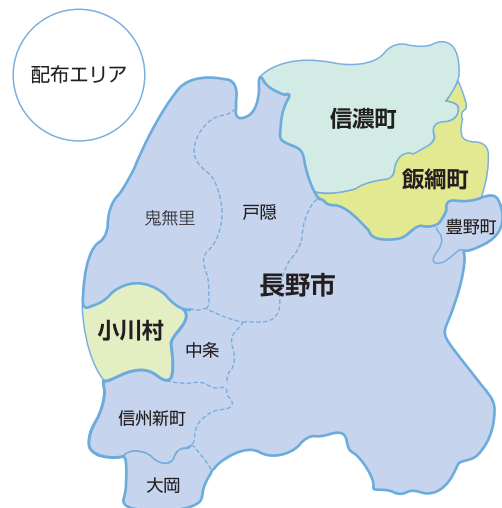 配布エリア
信濃町
飯綱町
豊野町
鬼無里
戸隠
長野市
小川村
中条
信州新町
大岡